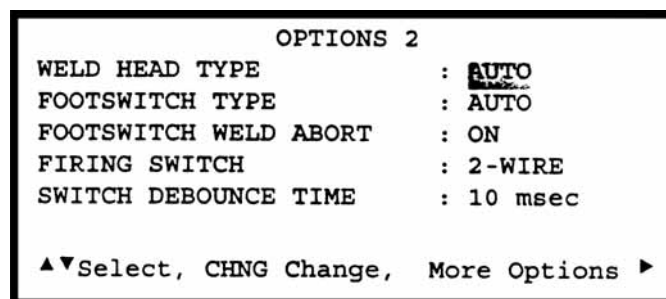 OPTIONS 2
WELD HEAD TYPE : AUTO
FOOTSWITCH TYPE : AUTO
FOOTSWITCH WELD ABORT : ON
FIRING SWITCH : 2-WIRE
SWITCH DEBOUNCE TIME : 10 msec
▲▼Select, CHNG Change, More Options ►